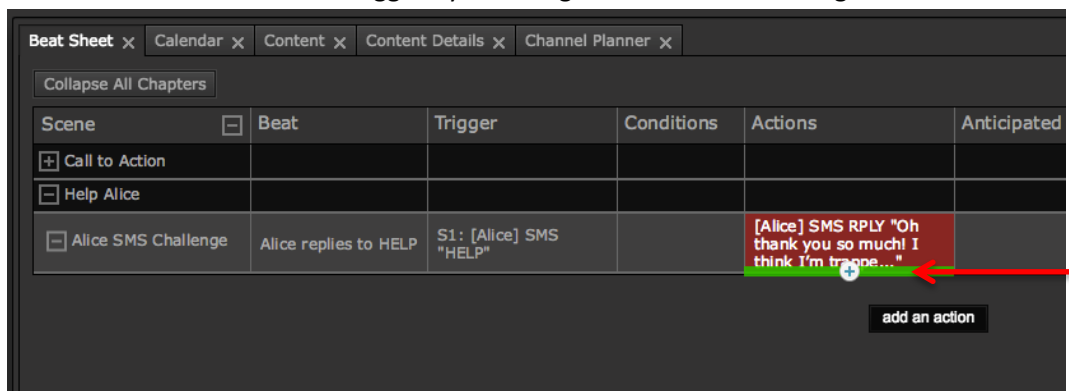 Beat Sheet × Calendar × Content × Content Details × Channel Planner ×
Collapse All Chapters
Scene Beat Trigger Conditions Actions Anticipated
Call to Action
Help Alice
Alice SMS Challenge Alice replies to HELP S1: [Alice] SMS
"HELP"
[Alice] SMS RPLY "Oh
thank you so much! I
think I'm trappe..."
add an action